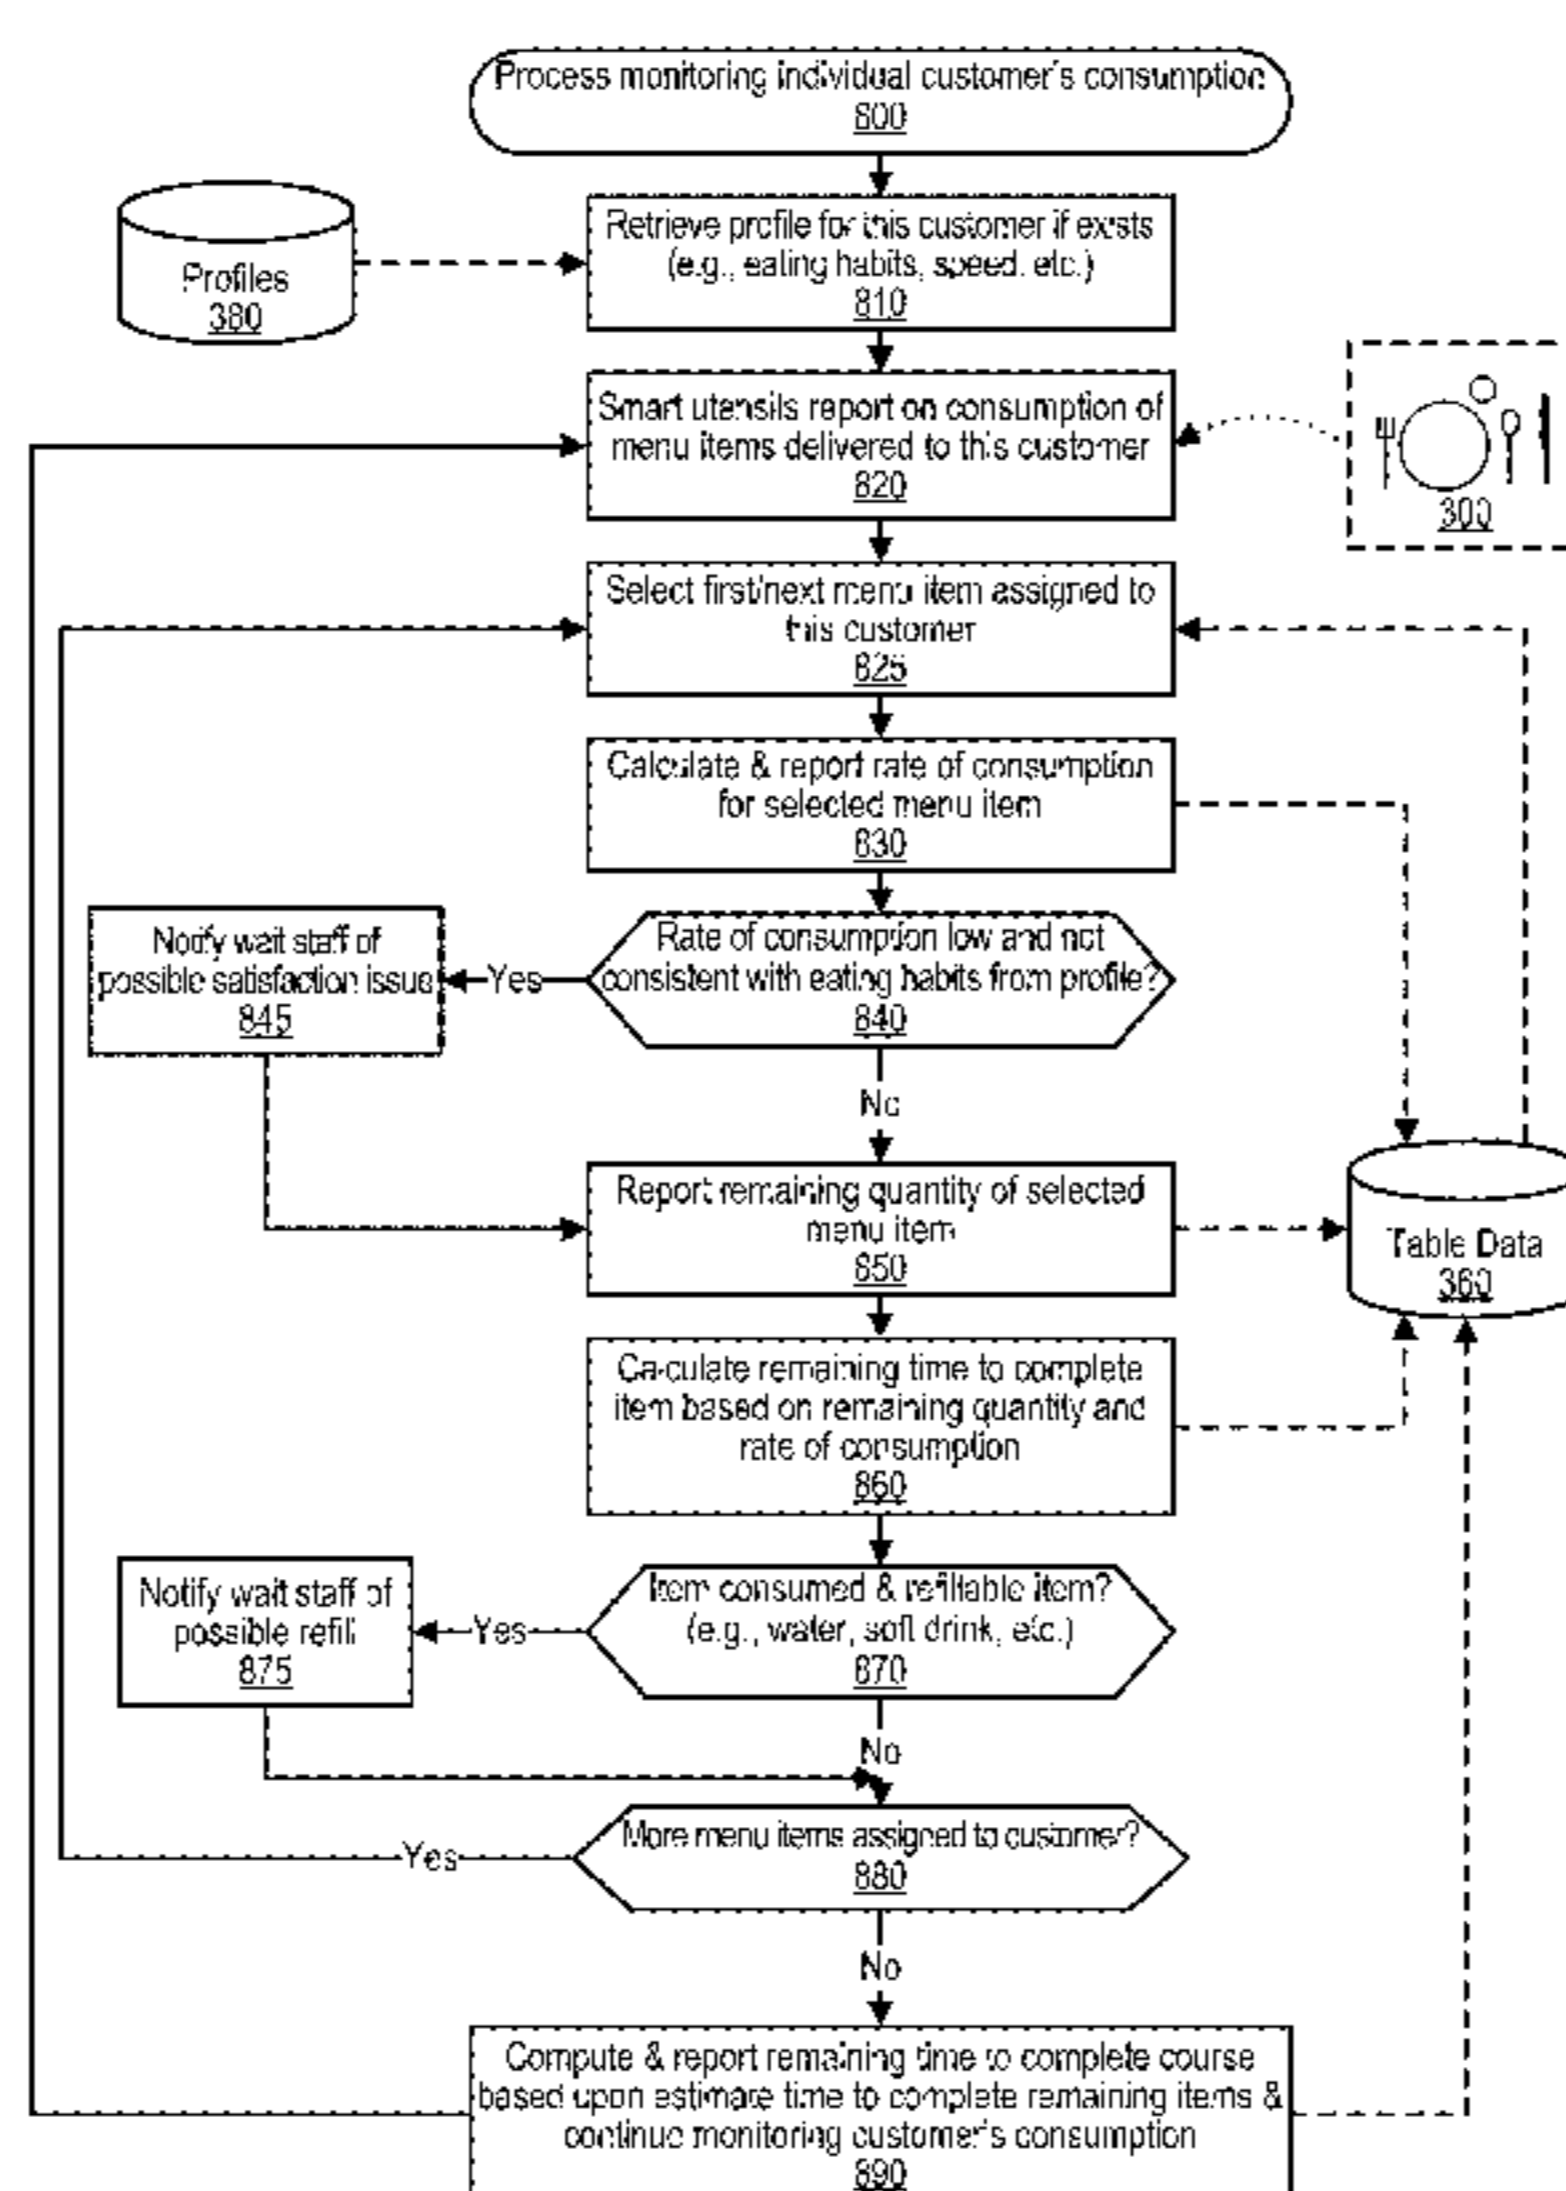 Process monitoring individual customer's consumption
800
Retrieve profile for this customer if exists
(e.g., eating habits, speed, etc.)
810
Profiles
380
Smart utensils report on consumption of
menu items delivered to this customer
820
300
Select first/next menu item assigned to
this customer
825
Calculate & report rate of consumption
for selected menu item
830
Rate of consumption low and not
consistent with eating habits from profile?
840
Yes
Notify wait staff of
possible satisfaction issue
845
No
Report remaining quantity of selected
menu item
850
Table Data
360
Calculate remaining time to complete
item based on remaining quantity and
rate of consumption
860
Item consumed & refillable item?
(e.g., water, soft drink, etc.)
870
Yes
Notify wait staff of
possible refill
875
No
More menu items assigned to customer?
880
Yes
No
Compute & report remaining time to complete course
based upon estimate time to complete remaining items &
continue monitoring customer's consumption
890